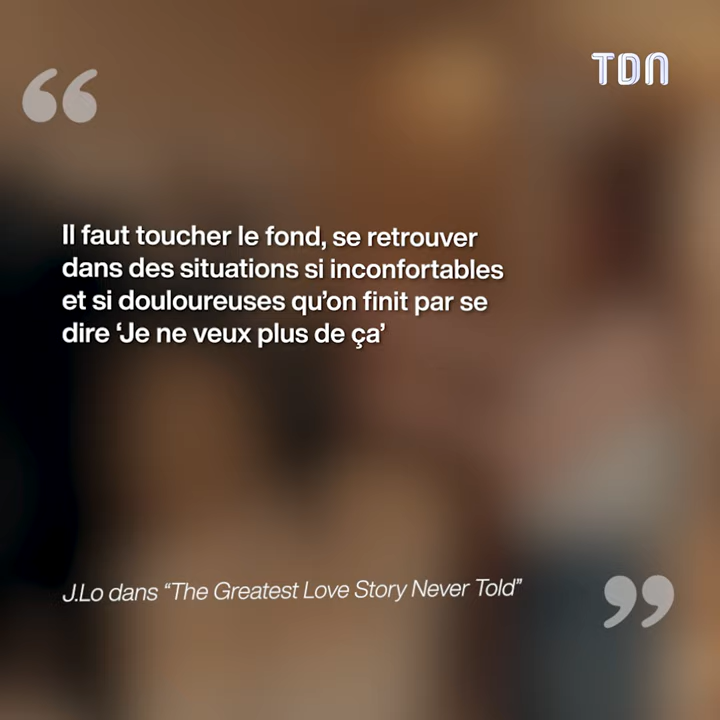 TDN
“
Il faut toucher le fond, se retrouver
dans des situations si inconfortables
et si douloureuses qu’on finit par se
dire ‘Je ne veux plus de ça’
J.Lo dans “The Greatest Love Story Never Told”
”